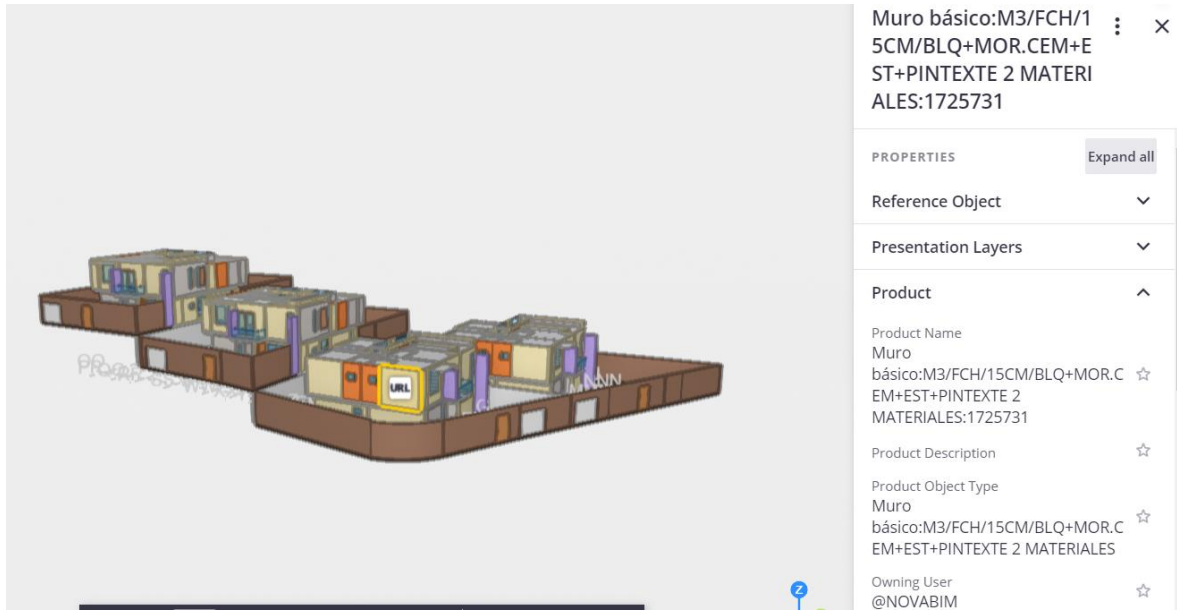 Muro básico:M3/FCH/1
5CM/BLQ+MOR.CEM+E
ST+PINTEXTE 2 MATERI
ALES:1725731
PROPERTIES
Expand all
Reference Object
Presentation Layers
Product
Product Name
Muro
básico:M3/FCH/15CM/BLQ+MOR.C
EM+EST+PINTEXTE 2
MATERIALES:1725731
Product Description
Product Object Type
Muro
básico:M3/FCH/15CM/BLQ+MOR.C
EM+EST+PINTEXTE 2 MATERIALES
Owning User
@NOVABIM
URL
Z